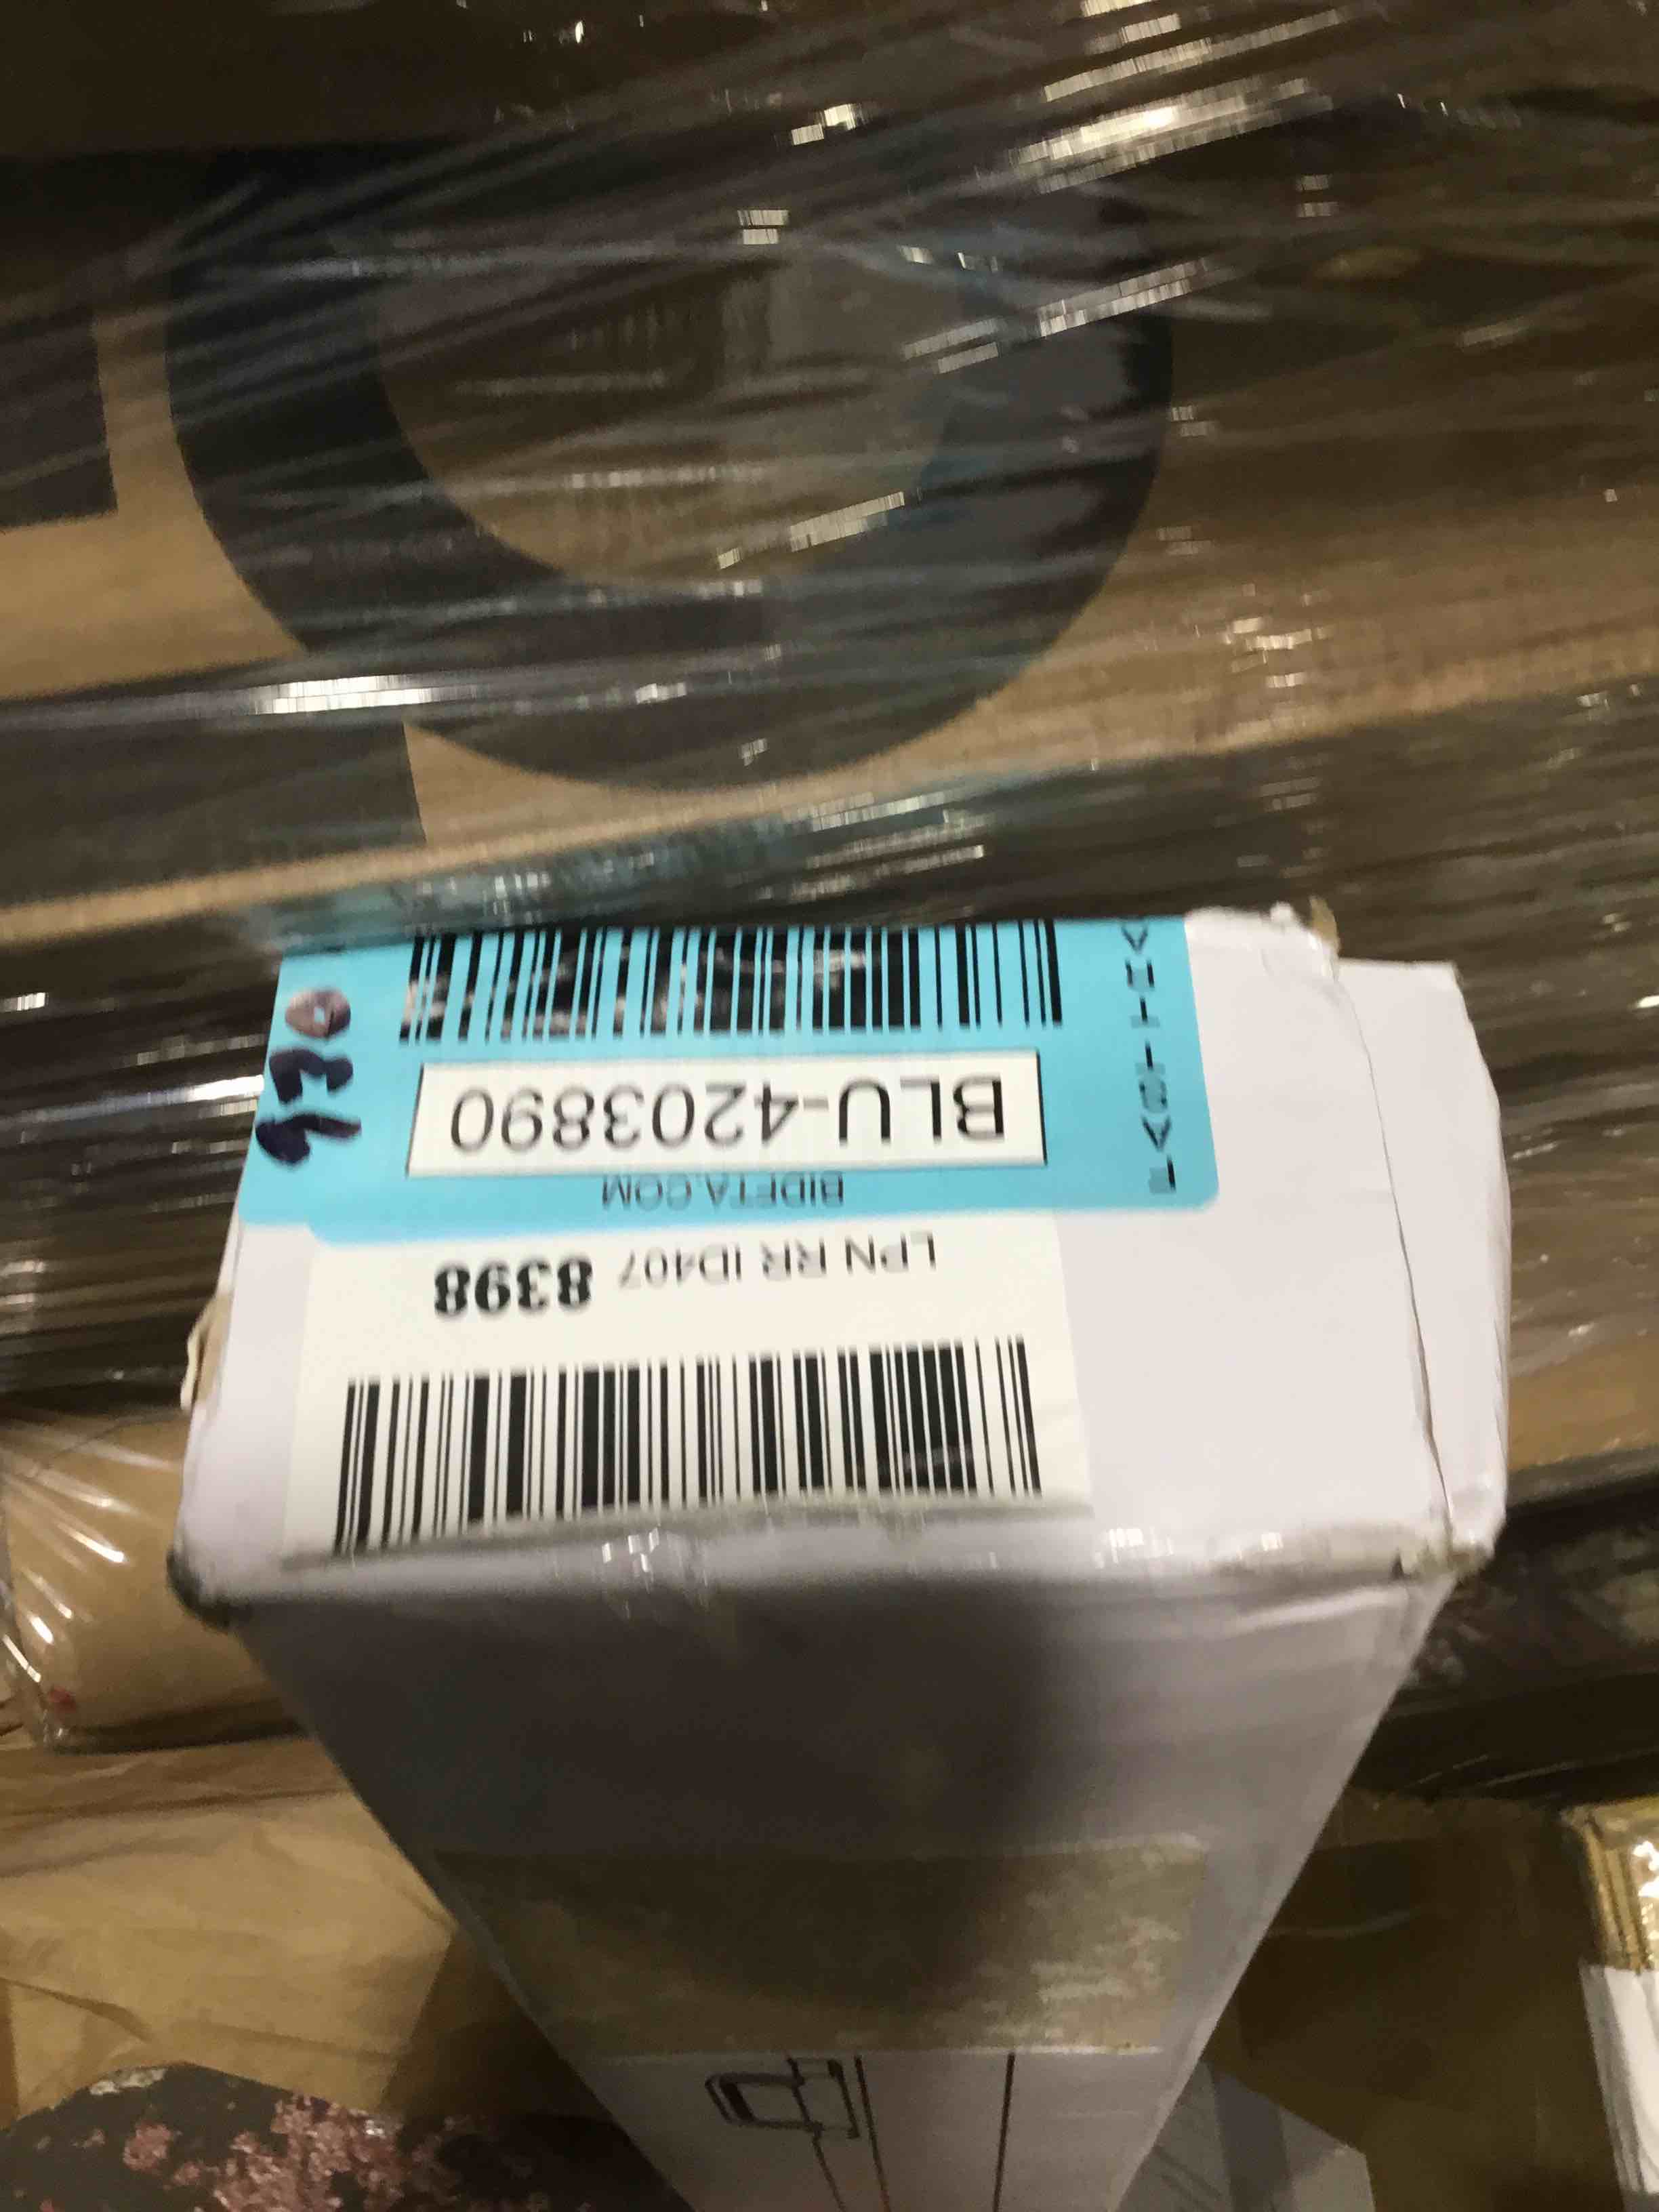 BIDFTA.COM
BLU-4203890
LPN RR ID407 8398